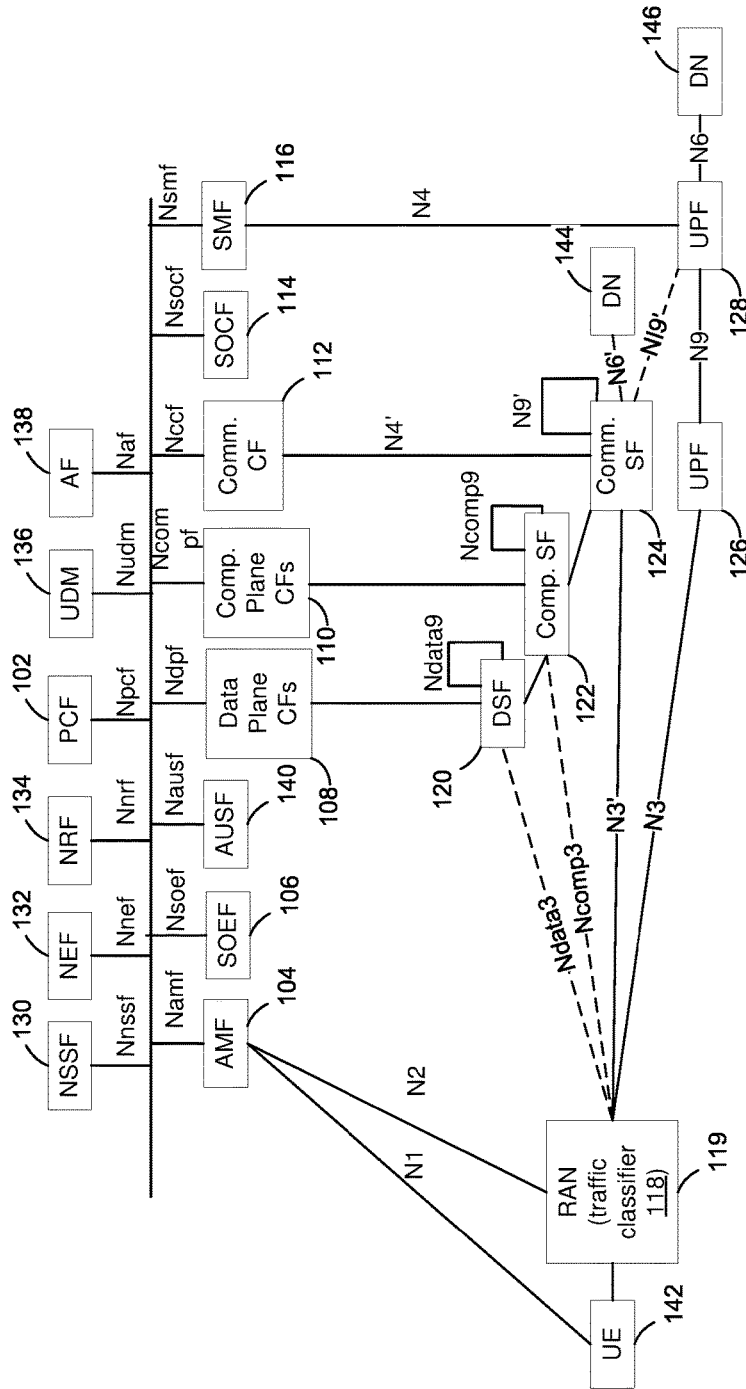 130
132
134
102
136
138
NSSF
NEF
NRF
PCF
UDM
AF
Nnssf
Nnef
Nnrf
Npcf
Nudm
Naf
Namf
Nsoef
Nausf
Ndpf
Ncom
pf
Nccf
Nsocf
Nsmf
AMF
SOEF
AUSF
Data
Plane
CFs
Comp.
Plane
CFs
Comm.
CF
SOCF
SMF
104
106
140
108
110
112
114
116
N1
N2
N4'
N4
Ndata9
Ncomp9
N9'
DSF
Comp. SF
Comm.
SF
120
122
124
DN
144
N6'
NI9'
Ndata3
Ncomp3
N3'
N3
UE
142
RAN
(traffic
classifier
118)
119
UPF
126
N9
UPF
128
N6
DN
146